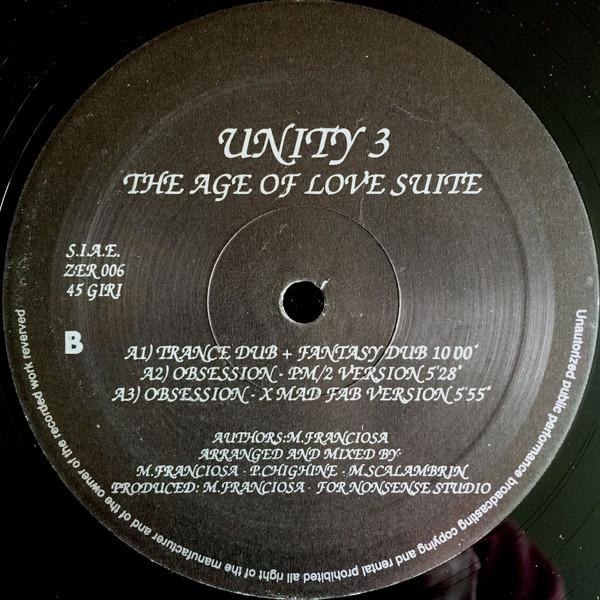 UNITY 3
THE AGE OF LOVE SUITE
S.I.A.E.
ZER 006
45 GIRI
B
A1) TRANCE DUB + FANTASY DUB 10'00"
A2) OBSESSION - PM/2 VERSION 5'28"
A3) OBSESSION - X MAD FAB VERSION 5'55"
AUTHORS:M.FRANCIOSA
ARRANGED AND MIXED BY:
M.FRANCIOSA - P.CHIGHINE - M.SCALAMBRIN
PRODUCED: M.FRANCIOSA - FOR NONSENSE STUDIO
Unautorized public performance broadcasting copying and rental prohibited all right of the manufacturer and of the owner of the recorded work reverved